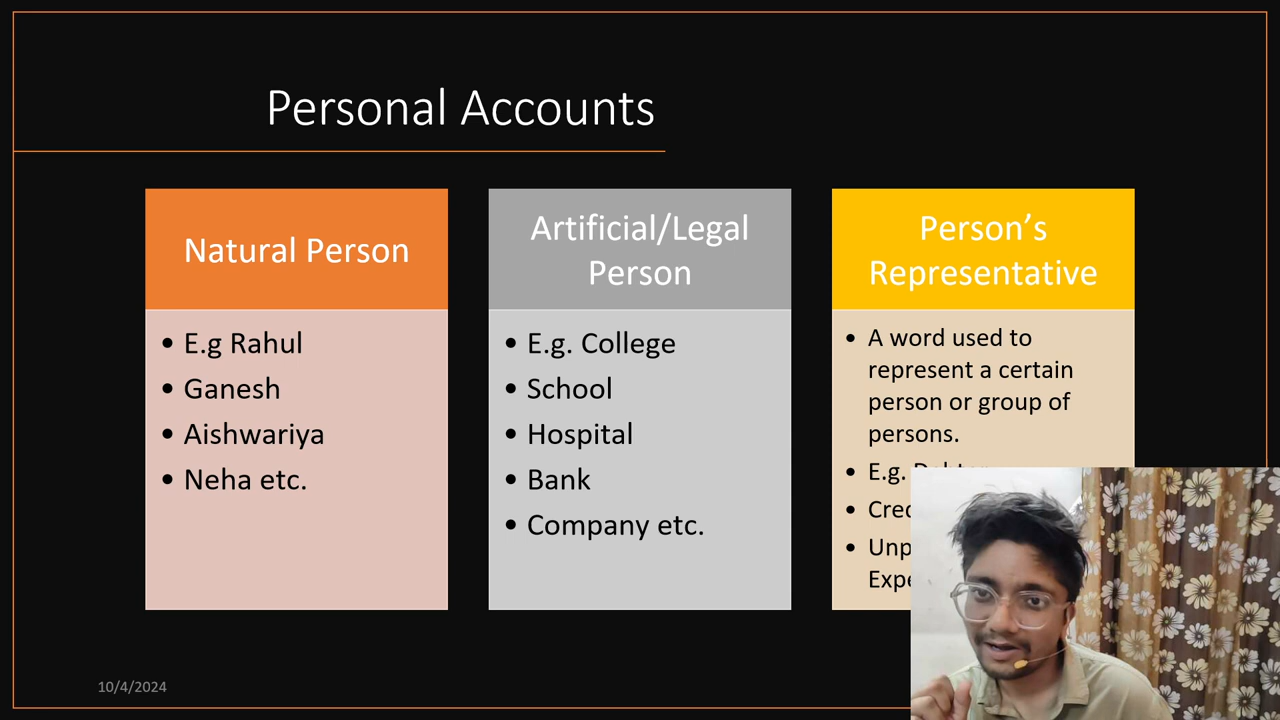 Personal Accounts
Natural Person
• E.g Rahul
• Ganesh
• Aishwariya
• Neha etc.
Artificial/Legal
Person
• E.g. College
• School
• Hospital
• Bank
• Company etc.
Person’s
Representative
• A word used to
represent a certain
person or group of
persons.
• E.g.
10/4/2024